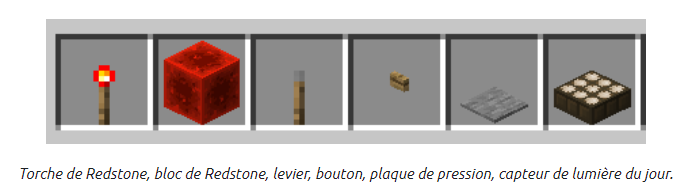 Torche de Redstone, bloc de Redstone, levier, bouton, plaque de pression, capteur de lumière du jour.